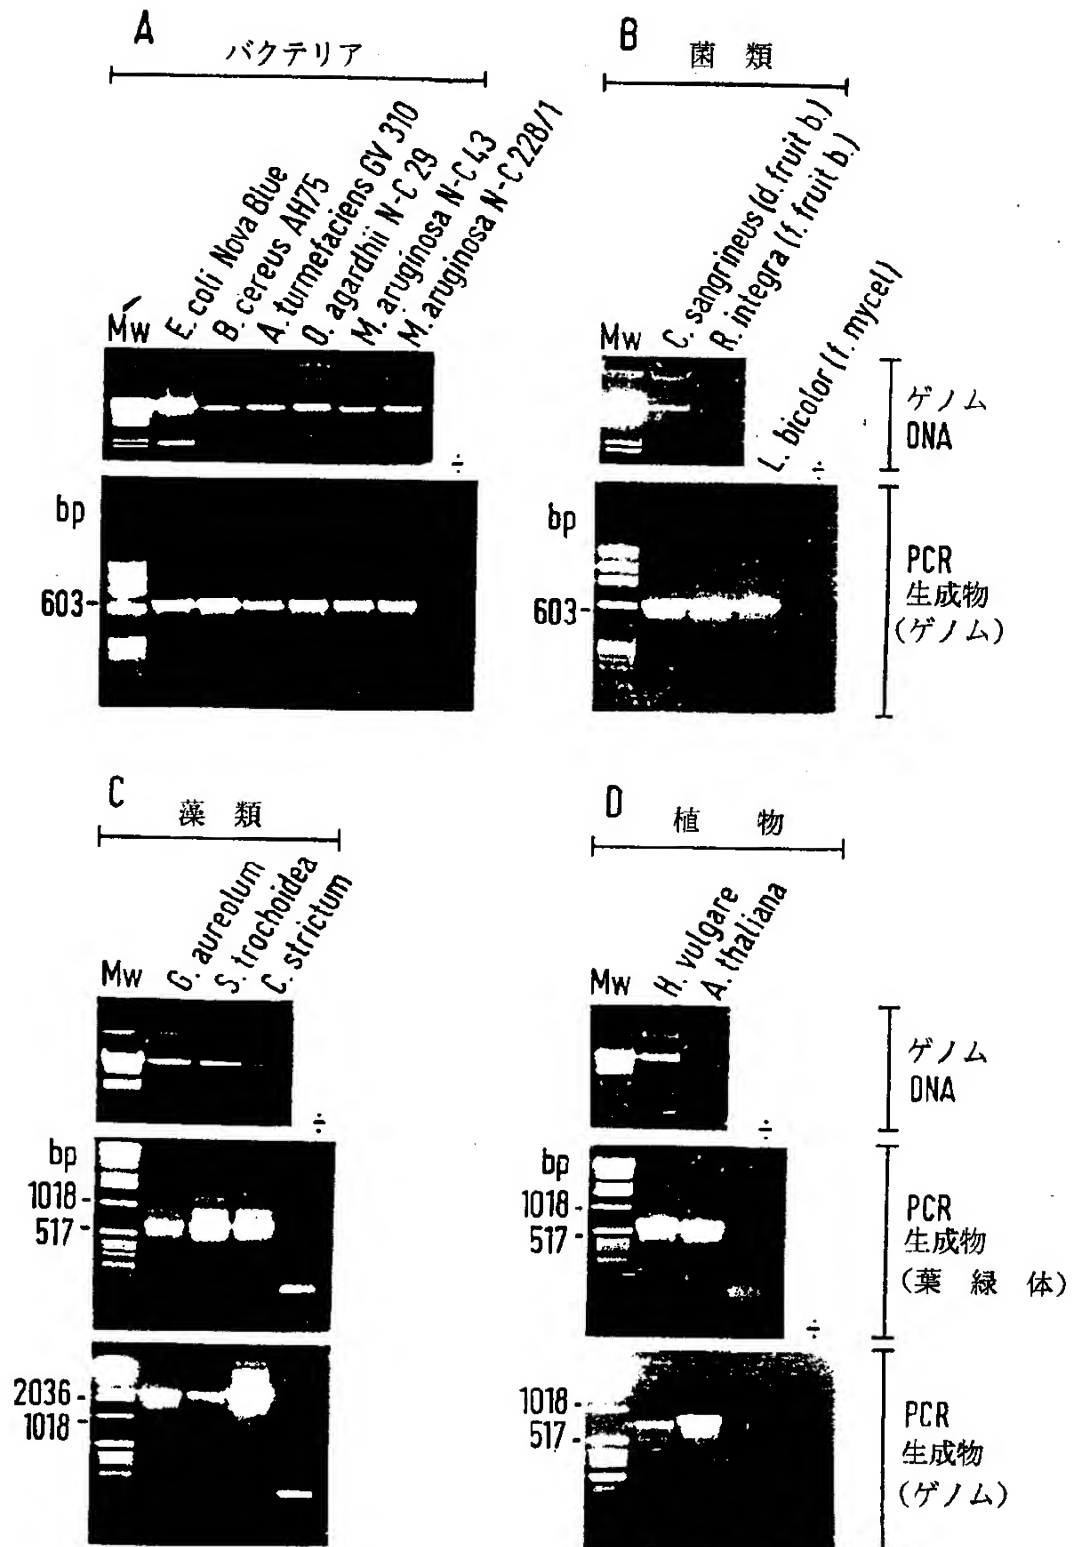 A
バクテリア
Mw
E. coli Nova Blue
B. cereus AH75
A. turmefaciens GV 310
O. agardhii N-C 29
M. aruginosa N-C 43
M. aruginosa N-C 228/1
÷
bp
603
B
菌類
Mw
C. sangrineus (d. fruit b.)
R. integra (f. fruit b.)
L. bicolor (f. mycel)
÷
bp
603
ゲノム
DNA
PCR
生成物
(ゲノム)
C
藻類
Mw
G. aureolum
S. trochoidea
C. strictum
÷
bp
1018
517
2036
1018
D
植物
Mw
H. vulgare
A. thaliana
÷
bp
1018
517
÷
1018
517
ゲノム
DNA
PCR
生成物
(葉緑体)
PCR
生成物
(ゲノム)